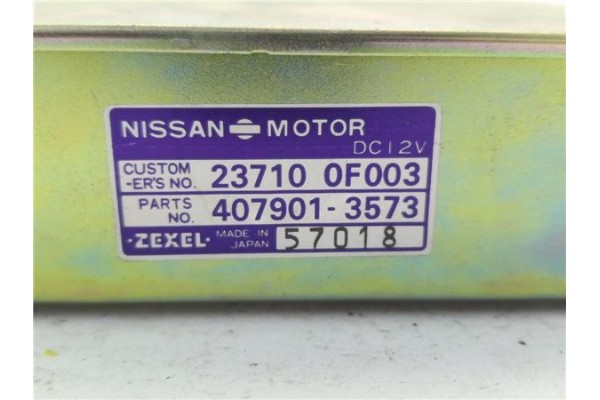 NISSAN MOTOR
DC12V
CUSTOM
-ER'S NO. 23710 0F003
PARTS
NO. 407901-3573
·ZEXEL· MADE IN
JAPAN 57018